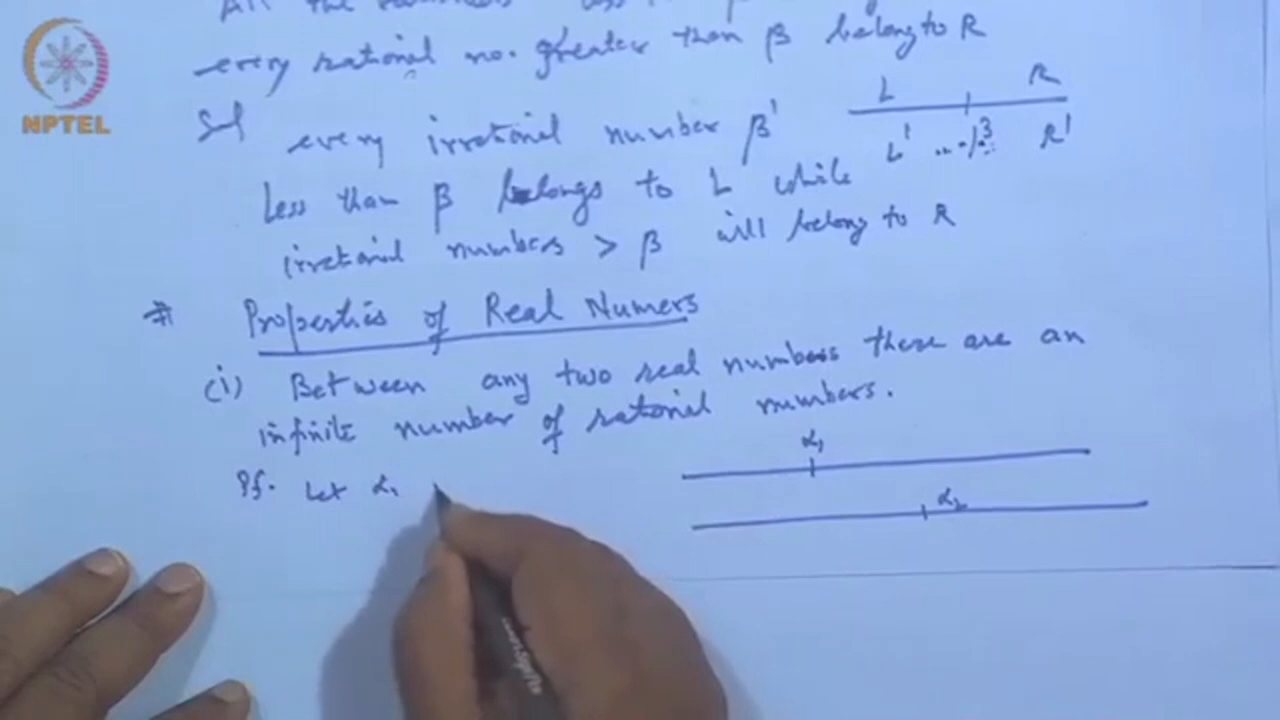 NPTEL
All the
every rational no. greater than β belong to R
L R
every irrational number β'
L' β R'
less than β belongs to L while
irrational numbers > β will belong to R
# Properties of Real Numers
(i) Between any two real numbers there are an
infinite number of rational numbers.
α₁
Pf. Let α₁
α₂